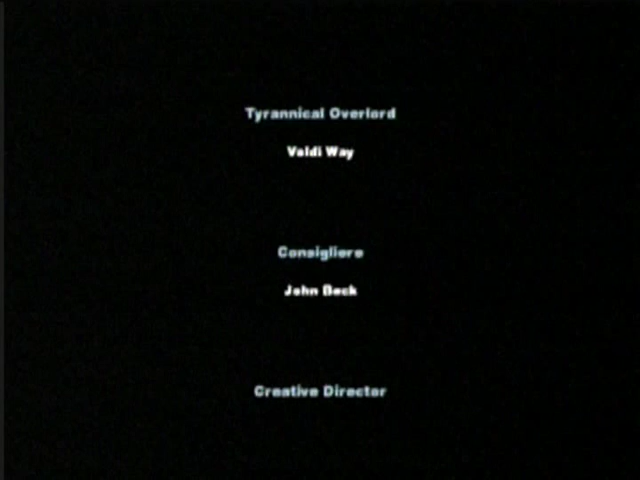 Tyrannical Overlord
Valdi Way
Consigliere
John Beck
Creative Director